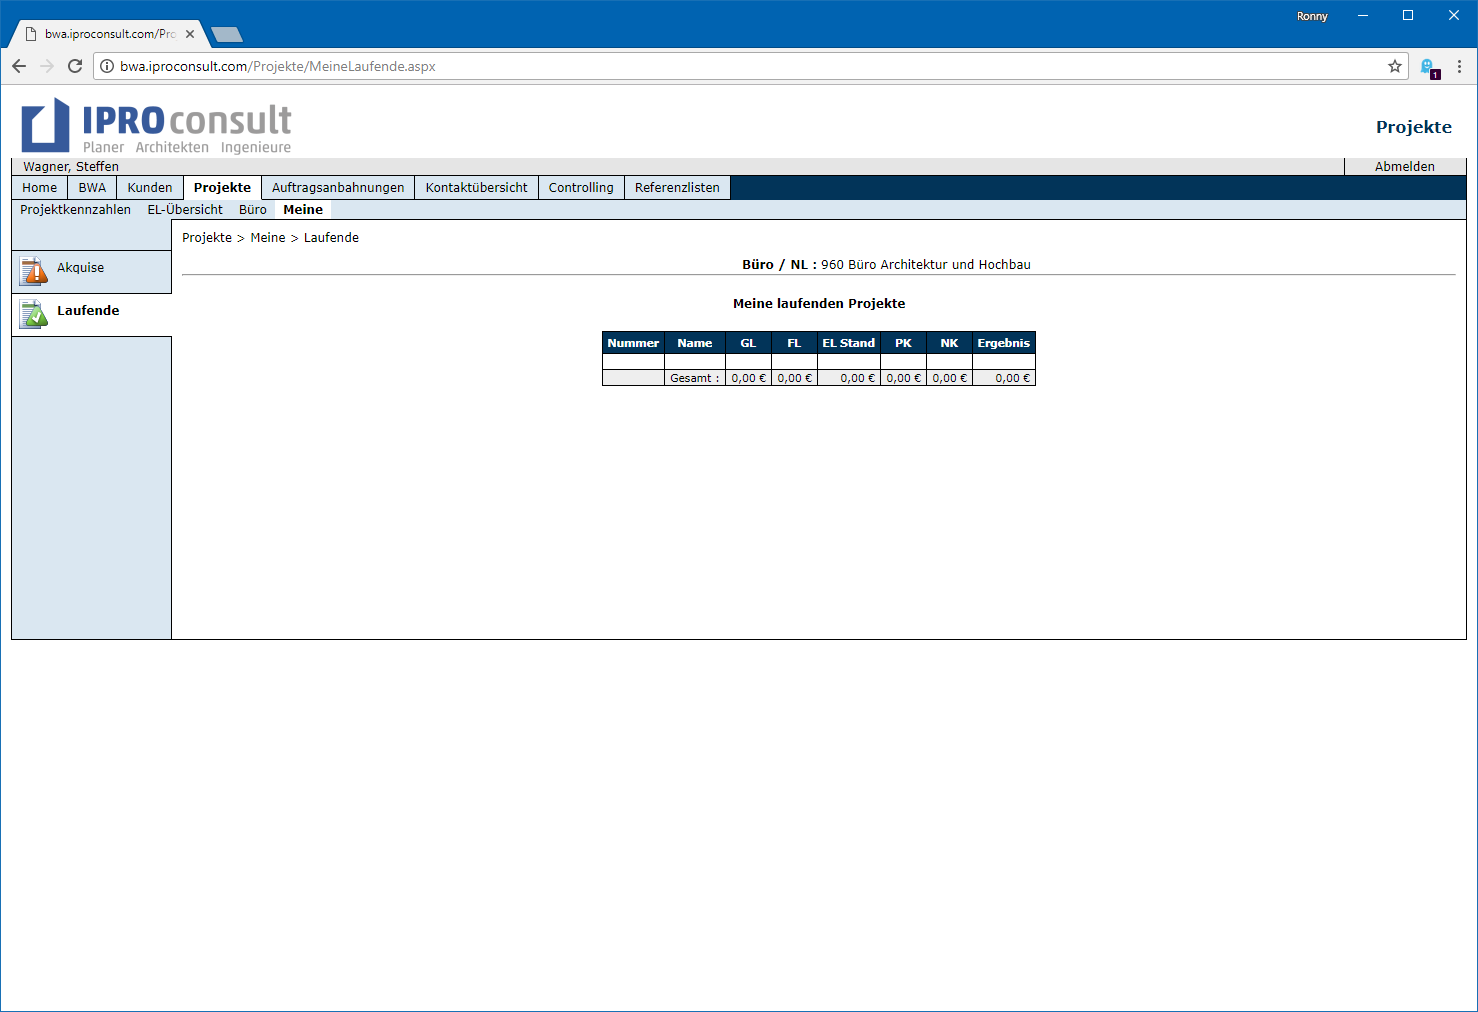 Ronny
bwa.iproconsult.com/Pro
bwa.iproconsult.com/Projekte/MeineLaufende.aspx
1
IPROconsult
Planer Architekten Ingenieure
Projekte
Wagner, Steffen
Abmelden
Home BWA Kunden Projekte Auftragsanbahnungen Kontaktübersicht Controlling Referenzlisten
Projektkennzahlen EL-Übersicht Büro Meine
Projekte > Meine > Laufende
Akquise
Laufende
Büro / NL : 960 Büro Architektur und Hochbau
Meine laufenden Projekte
Nummer Name GL FL EL Stand PK NK Ergebnis
Gesamt : 0,00 € 0,00 € 0,00 € 0,00 € 0,00 € 0,00 €